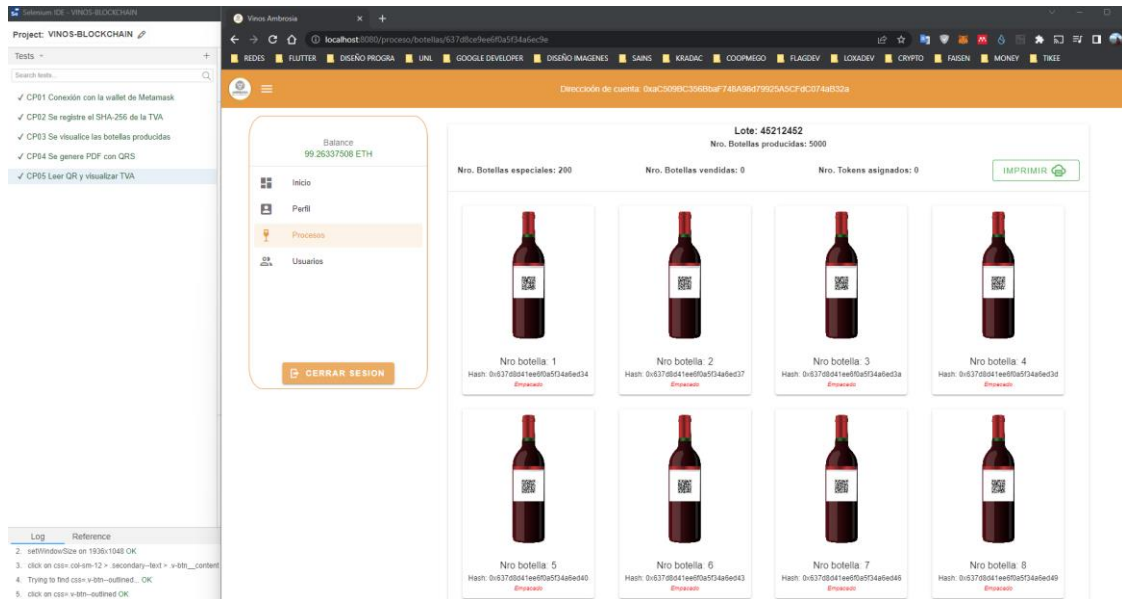 Selenium IDE - VINOS-BLOCKCHAIN
Project: VINOS-BLOCKCHAIN
Tests
Search tests...
✓ CP01 Conexión con la wallet de Metamask
✓ CP02 Se registre el SHA-256 de la TVA
✓ CP03 Se visualice las botellas producidas
✓ CP04 Se genere PDF con QRS
✓ CP05 Leer QR y visualizar TVA
Log Reference
2. setWindowSize on 1936x1048 OK
3. click on css=.col-sm-12 > .secondary--text > .v-btn__content
4. Trying to find css=.v-btn--outlined... OK
5. click on css=.v-btn--outlined OK
Vinos Ambrosia
localhost:8080/proceso/botellas/637d8ce9ee6f0a5f34a6ec9e
REDES FLUTTER DISEÑO PROGRA UNL GOOGLE DEVELOPER DISEÑO IMAGENES SAINS KRADAC COOPMEGO FLAGDEV LOXADEV CRYPTO FAISEN MONEY TIKEE
Balance
99.26337508 ETH
Inicio
Perfil
Procesos
Usuarios
CERRAR SESION
Lote: 45212452
Nro. Botellas producidas: 5000
Nro. Botellas especiales: 200 Nro. Botellas vendidas: 0 Nro. Tokens asignados: 0 IMPRIMIR
Nro botella: 1 Nro botella: 2 Nro botella: 3 Nro botella: 4
Hash: 0x637d8d41ee6f0a5f34a6ed34 Hash: 0x637d8d41ee6f0a5f34a6ed37 Hash: 0x637d8d41ee6f0a5f34a6ed3a Hash: 0x637d8d41ee6f0a5f34a6ed3d
Empacado Empacado Empacado Empacado
Nro botella: 5 Nro botella: 6 Nro botella: 7 Nro botella: 8
Hash: 0x637d8d41ee6f0a5f34a6ed40 Hash: 0x637d8d41ee6f0a5f34a6ed43 Hash: 0x637d8d41ee6f0a5f34a6ed46 Hash: 0x637d8d41ee6f0a5f34a6ed49
Empacado Empacado Empacado Empacado